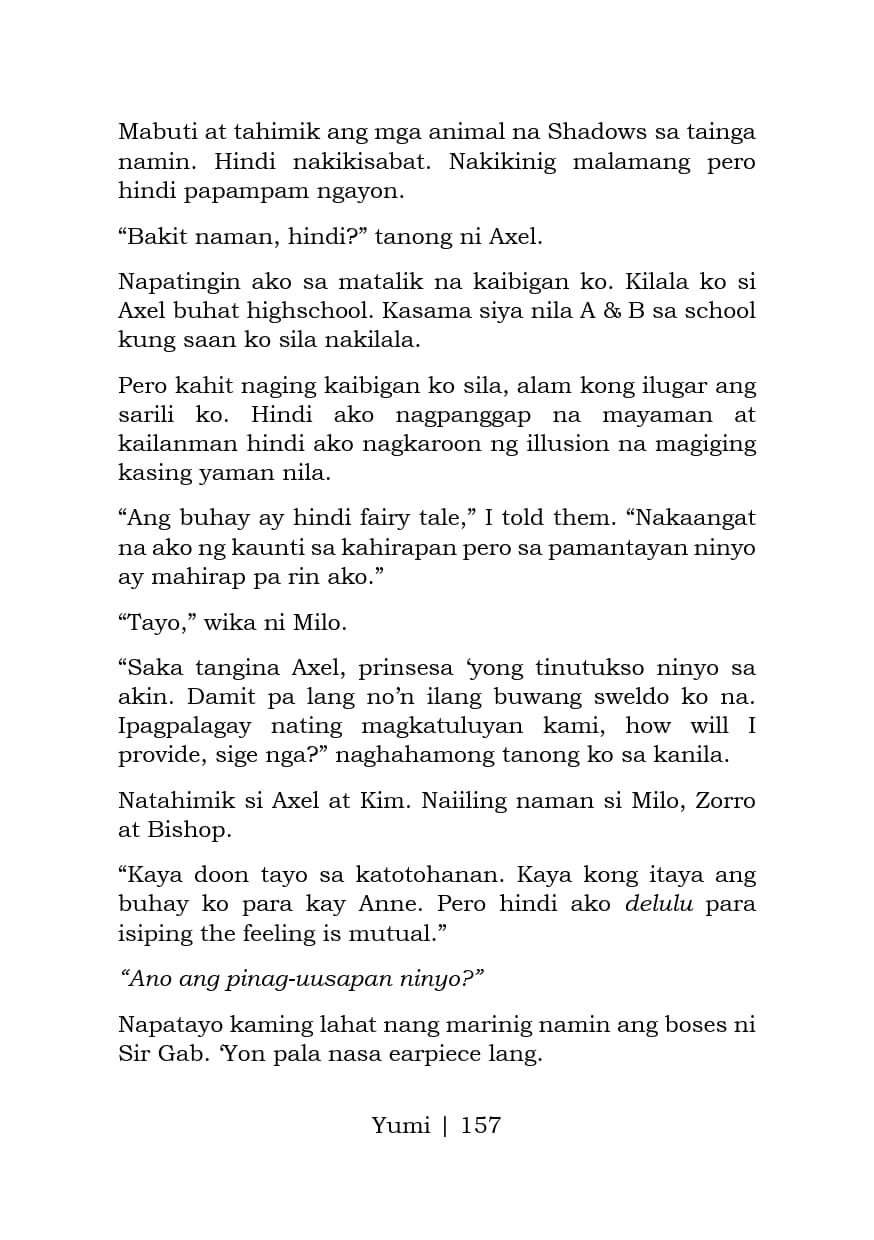 Mabuti at tahimik ang mga animal na Shadows sa tainga
namin. Hindi nakikisabat. Nakikinig malamang pero
hindi papampam ngayon.
“Bakit naman, hindi?” tanong ni Axel.
Napatingin ako sa matalik na kaibigan ko. Kilala ko si
Axel buhat highschool. Kasama siya nila A & B sa school
kung saan ko sila nakilala.
Pero kahit naging kaibigan ko sila, alam kong ilugar ang
sarili ko. Hindi ako nagpanggap na mayaman at
kailanman hindi ako nagkaroon ng illusion na magiging
kasing yaman nila.
“Ang buhay ay hindi fairy tale,” I told them. “Nakaangat
na ako ng kaunti sa kahirapan pero sa pamantayan ninyo
ay mahirap pa rin ako.”
“Tayo,” wika ni Milo.
“Saka tangina Axel, prinsesa ‘yong tinutukso ninyo sa
akin. Damit pa lang no’n ilang buwang sweldo ko na.
Ipagpalagay nating magkatuluyan kami, how will I
provide, sige nga?” naghahamong tanong ko sa kanila.
Natahimik si Axel at Kim. Naiiling naman si Milo, Zorro
at Bishop.
“Kaya doon tayo sa katotohanan. Kaya kong itaya ang
buhay ko para kay Anne. Pero hindi ako delulu para
isiping the feeling is mutual.”
“Ano ang pinag-uusapan ninyo?”
Napatayo kaming lahat nang marinig namin ang boses ni
Sir Gab. ‘Yon pala nasa earpiece lang.
Yumi | 157